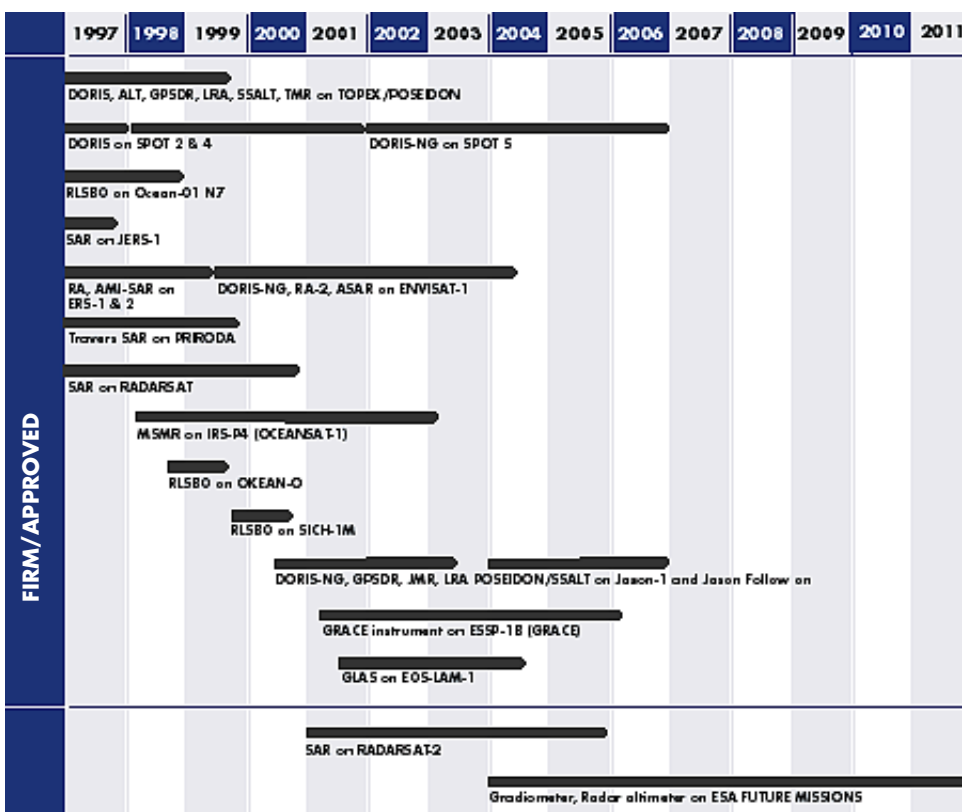 1997 1998 1999 2000 2001 2002 2003 2004 2005 2006 2007 2008 2009 2010 2011
FIRM/APPROVED
DORIS, ALT, GPSDR, LRA, SSALT, TMR on TOPEX/POSEIDON
DORIS on SPOT 2 & 4 DORIS-NG on SPOT 5
RLSBO on Ocean-01 N7
SAR on JERS-1
RA, AMI-SAR on DORIS-NG, RA-2, ASAR on ENVISAT-1
ERS-1 & 2
Travers SAR on PRIRODA
SAR on RADARSAT
MSMR on IRS-P4 (OCEANSAT-1)
RLSBO on OKEAN-O
RLSBO on SICH-1M
DORIS-NG, GPSDR, JMR, LRA POSEIDON/SSALT on Jason-1 and Jason Follow on
GRACE instrument on ESSP-1B (GRACE)
GLAS on EOS-LAM-1
SAR on RADARSAT-2
Gradiometer, Radar altimeter on ESA FUTURE MISSIONS